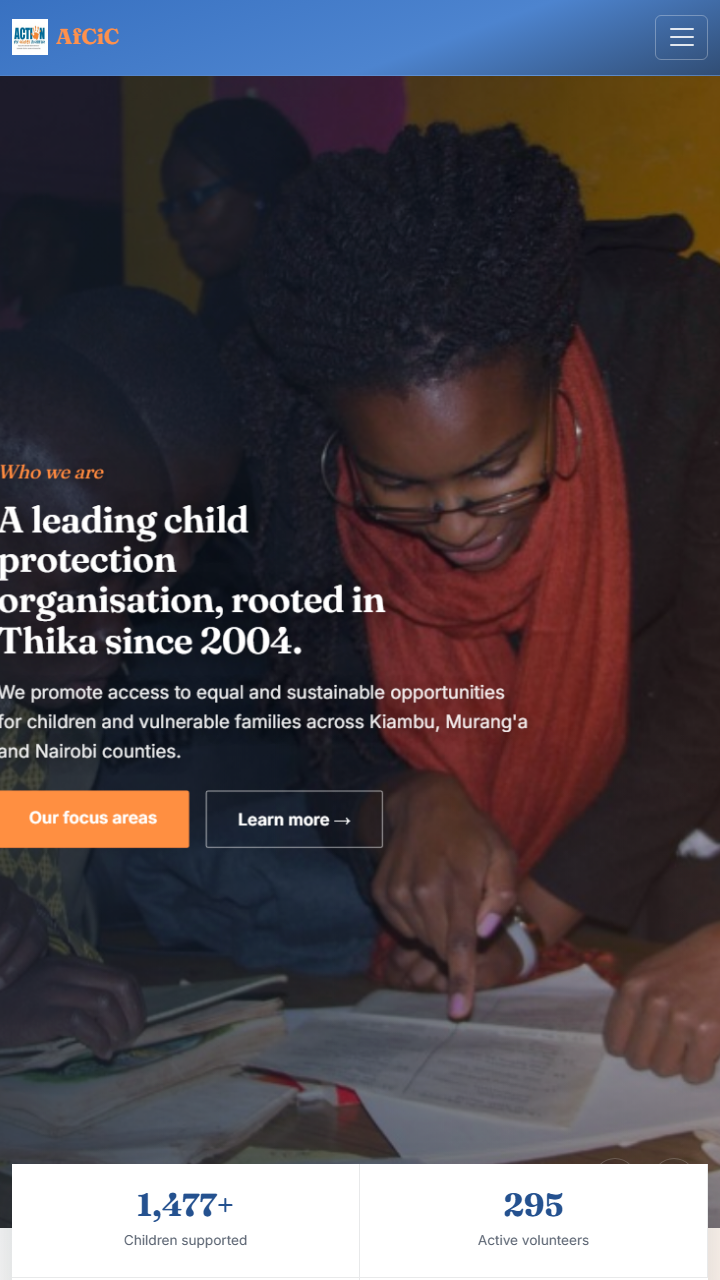 ACTION
AfCiC
Who we are
A leading child
protection
organisation, rooted in
Thika since 2004.
We promote access to equal and sustainable opportunities
for children and vulnerable families across Kiambu, Murang'a
and Nairobi counties.
Our focus areas
Learn more →
1,477+
Children supported
295
Active volunteers